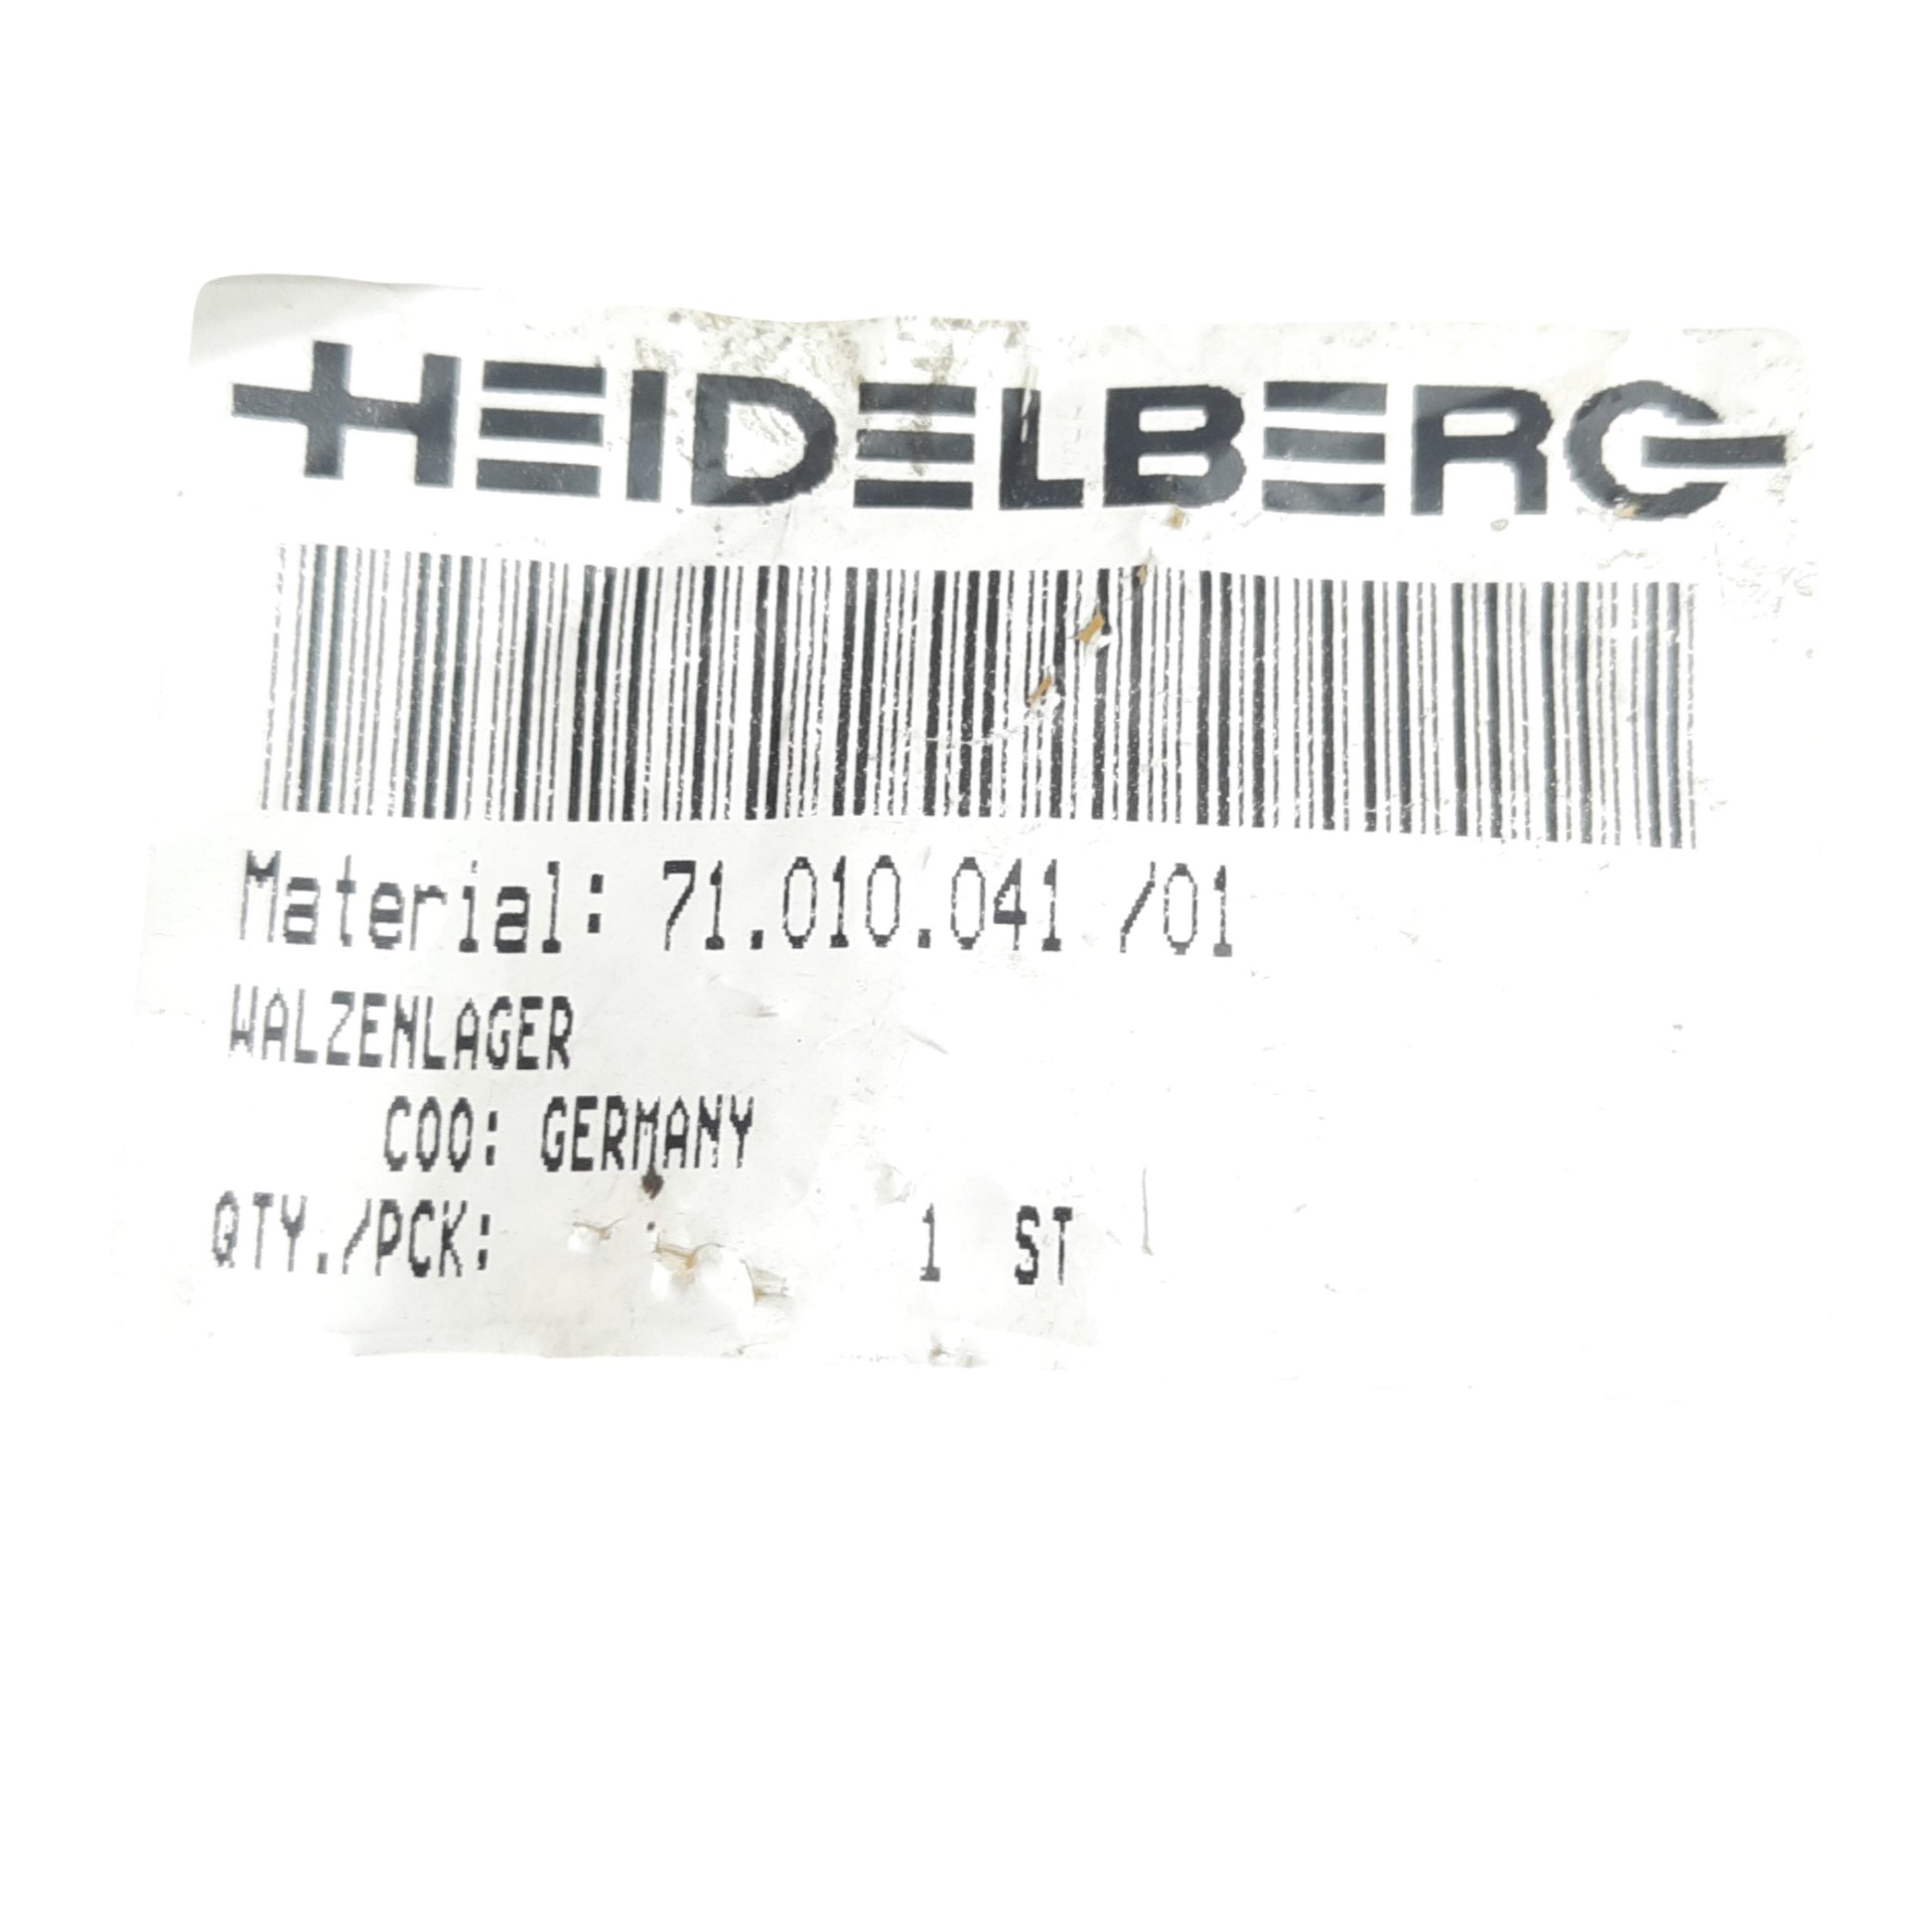 HEIDELBERG
Material: 71.010.041 /01
WALZENLAGER
COO: GERMANY
QTY./PCK: 1 ST